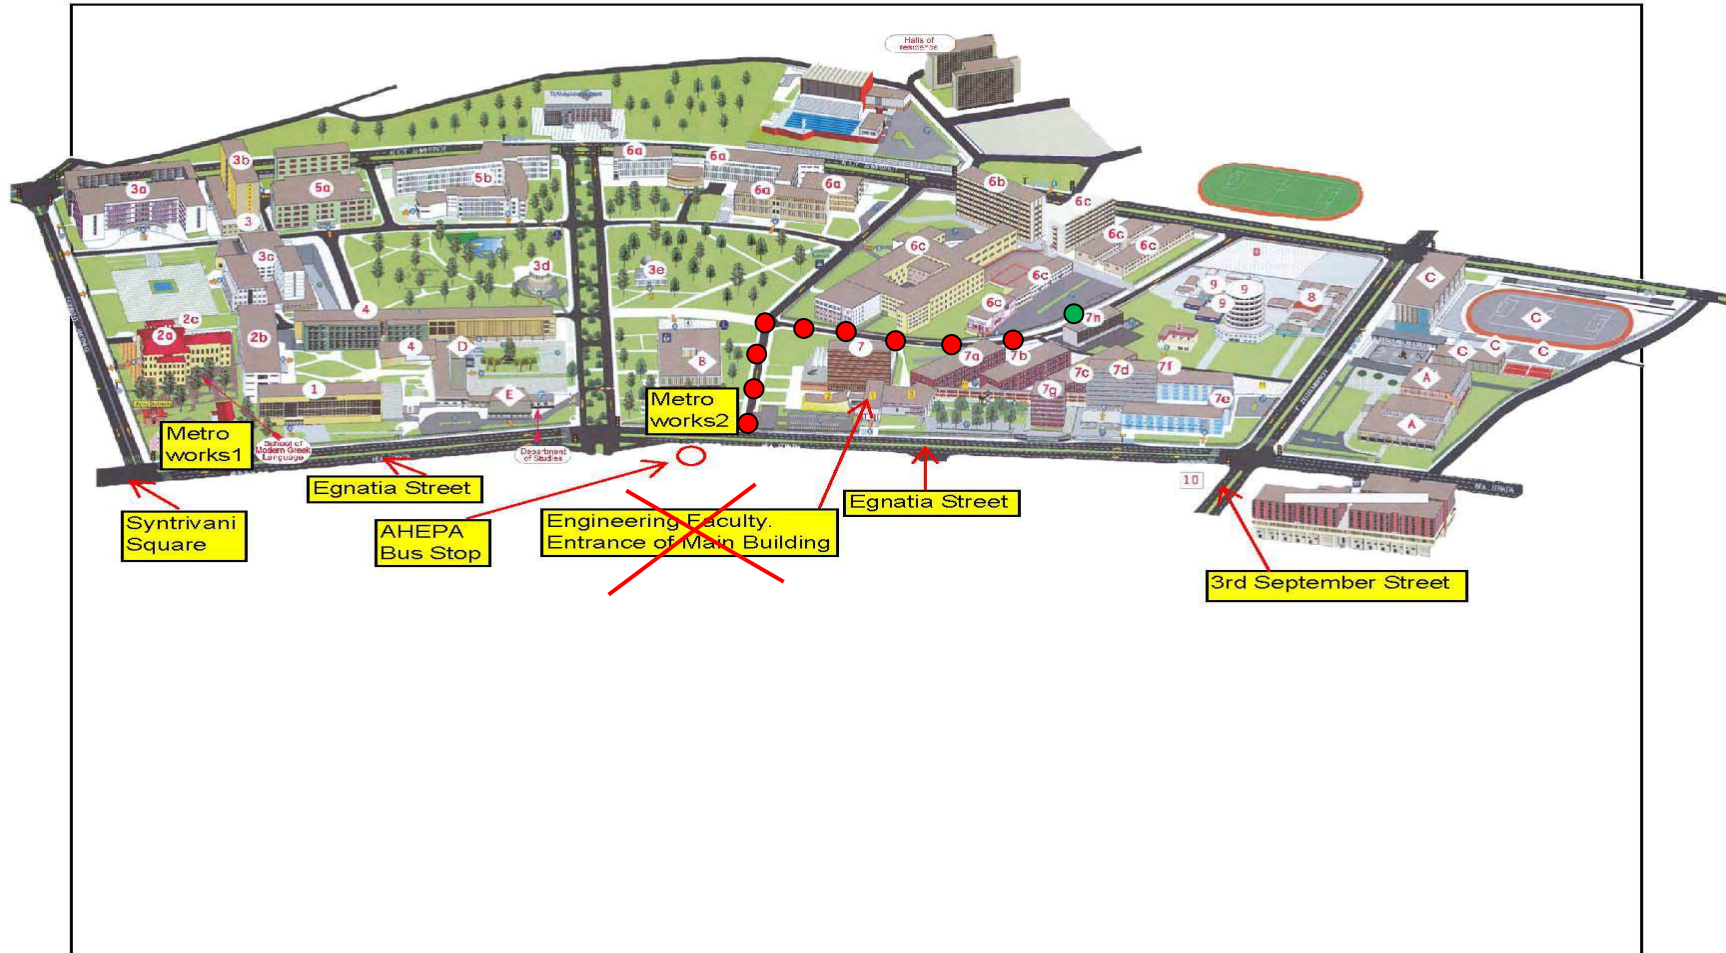 Halls of
residence
3b
6a
6a
3a
5a
5b
6a
6a
6b
6c
3
3c
3d
3e
6c
6c
6c
6c
9
9
9
8
C
4
2c
2a
2b
4
D
B
7
6c
7n
C
C
C
C
7a
7b
7c
7d
7f
7g
7e
A
A
1
E
2
1
3
Metro
works2
Metro
works1
School of
Modern Greek
Language
Department
of Studies
10
Egnatia Street
Egnatia Street
Syntrivani
Square
AHEPA
Bus Stop
Engineering Faculty.
Entrance of Main Building
3rd September Street